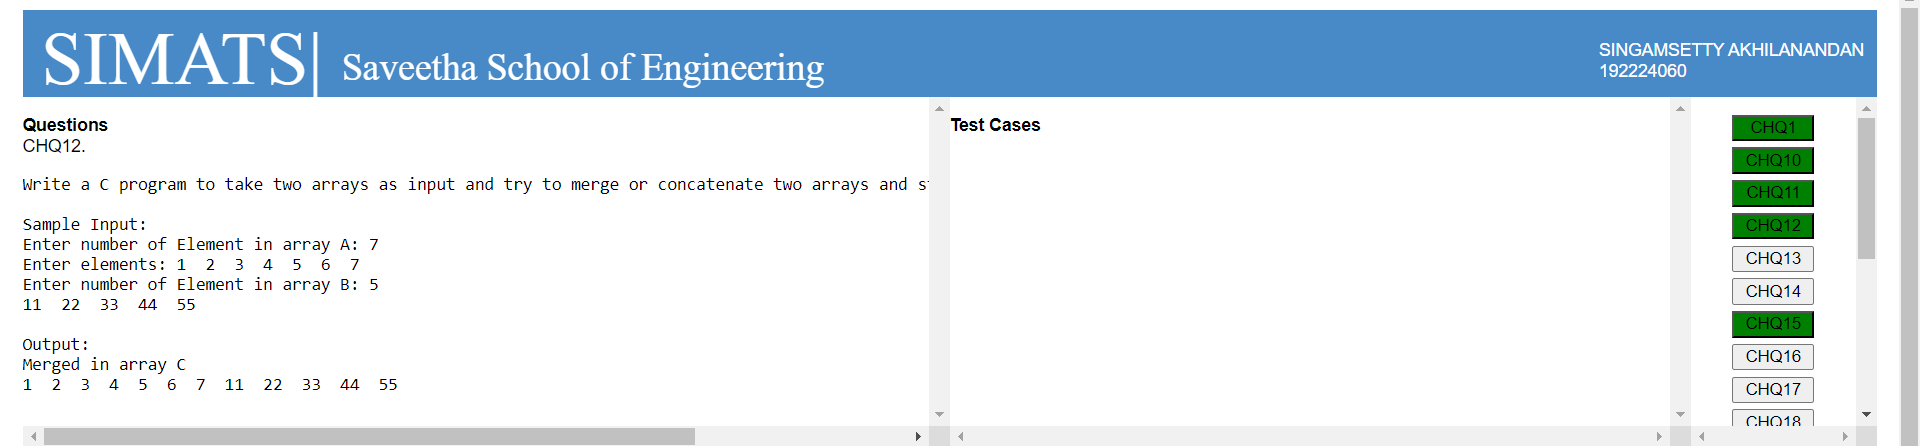 SIMATS| Saveetha School of Engineering
SINGAMSETTY AKHILANANDAN
192224060
Questions
CHQ12.
Write a C program to take two arrays as input and try to merge or concatenate two arrays and
Sample Input:
Enter number of Element in array A: 7
Enter elements: 1  2  3  4  5  6  7
Enter number of Element in array B: 5
11  22  33  44  55
Output:
Merged in array C
1  2  3  4  5  6  7  11  22  33  44  55
Test Cases
CHQ1
CHQ10
CHQ11
CHQ12
CHQ13
CHQ14
CHQ15
CHQ16
CHQ17
CHQ18